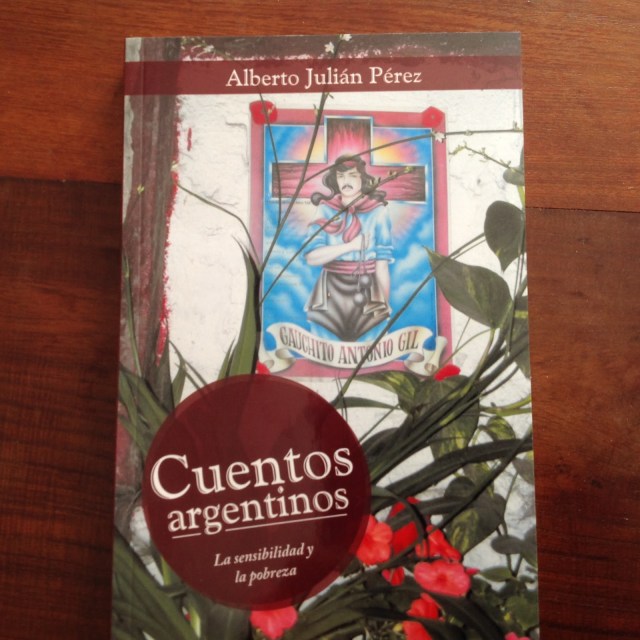 Alberto Julián Pérez
GAUCHITO ANTONIO GIL
Cuentos
argentinos
La sensibilidad y
la pobreza